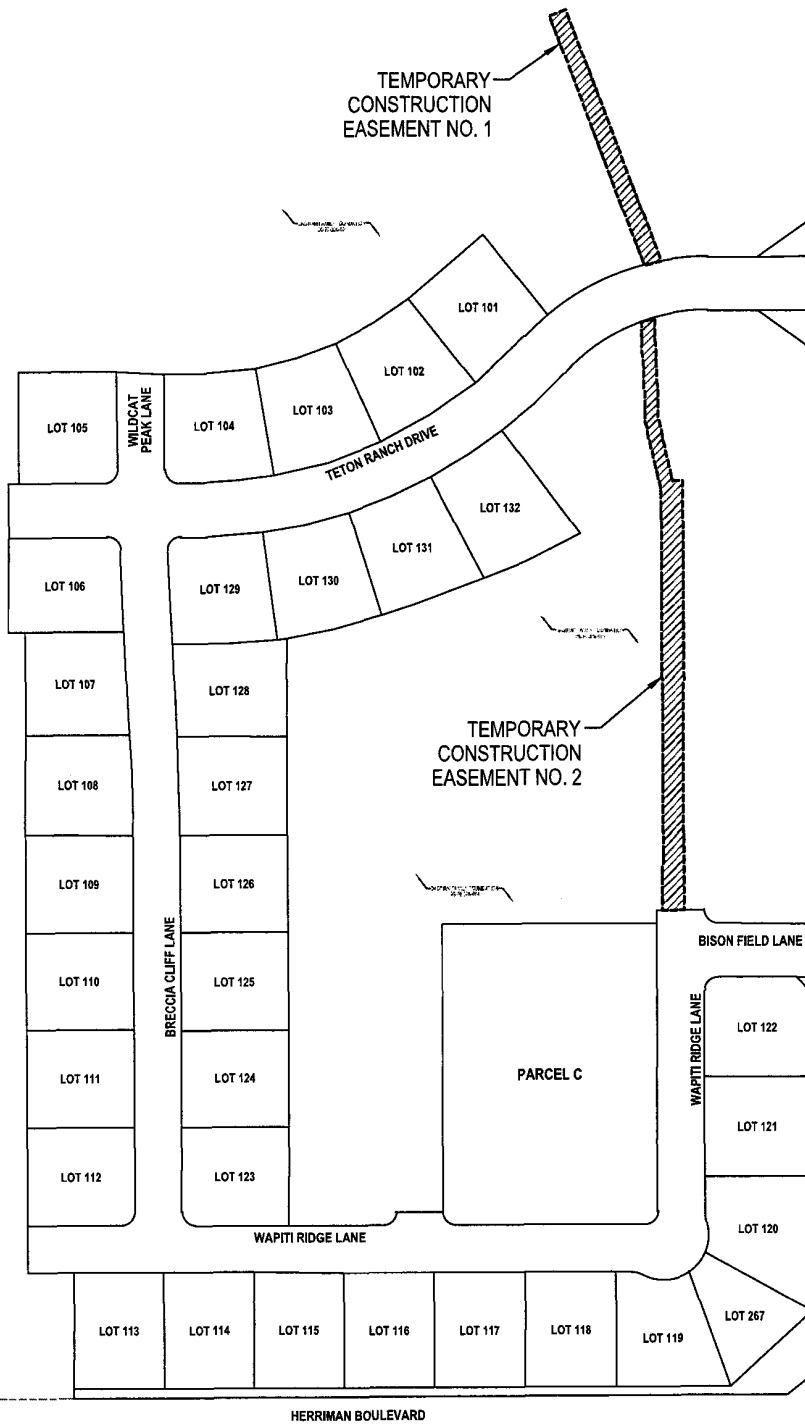 TEMPORARY
CONSTRUCTION
EASEMENT NO. 1
LOT 101
LOT 102
LOT 103
LOT 104
WILDCAT
PEAK LANE
LOT 105
TETON RANCH DRIVE
LOT 132
LOT 131
LOT 130
LOT 129
LOT 106
LOT 107
LOT 128
TEMPORARY
CONSTRUCTION
EASEMENT NO. 2
LOT 108
LOT 127
LOT 109
LOT 126
BRECCIA CLIFF LANE
BISON FIELD LANE
LOT 110
LOT 125
WAPITI RIDGE LANE
LOT 122
LOT 111
LOT 124
PARCEL C
LOT 121
LOT 112
LOT 123
LOT 120
WAPITI RIDGE LANE
LOT 113
LOT 114
LOT 115
LOT 116
LOT 117
LOT 118
LOT 119
LOT 267
HERRIMAN BOULEVARD